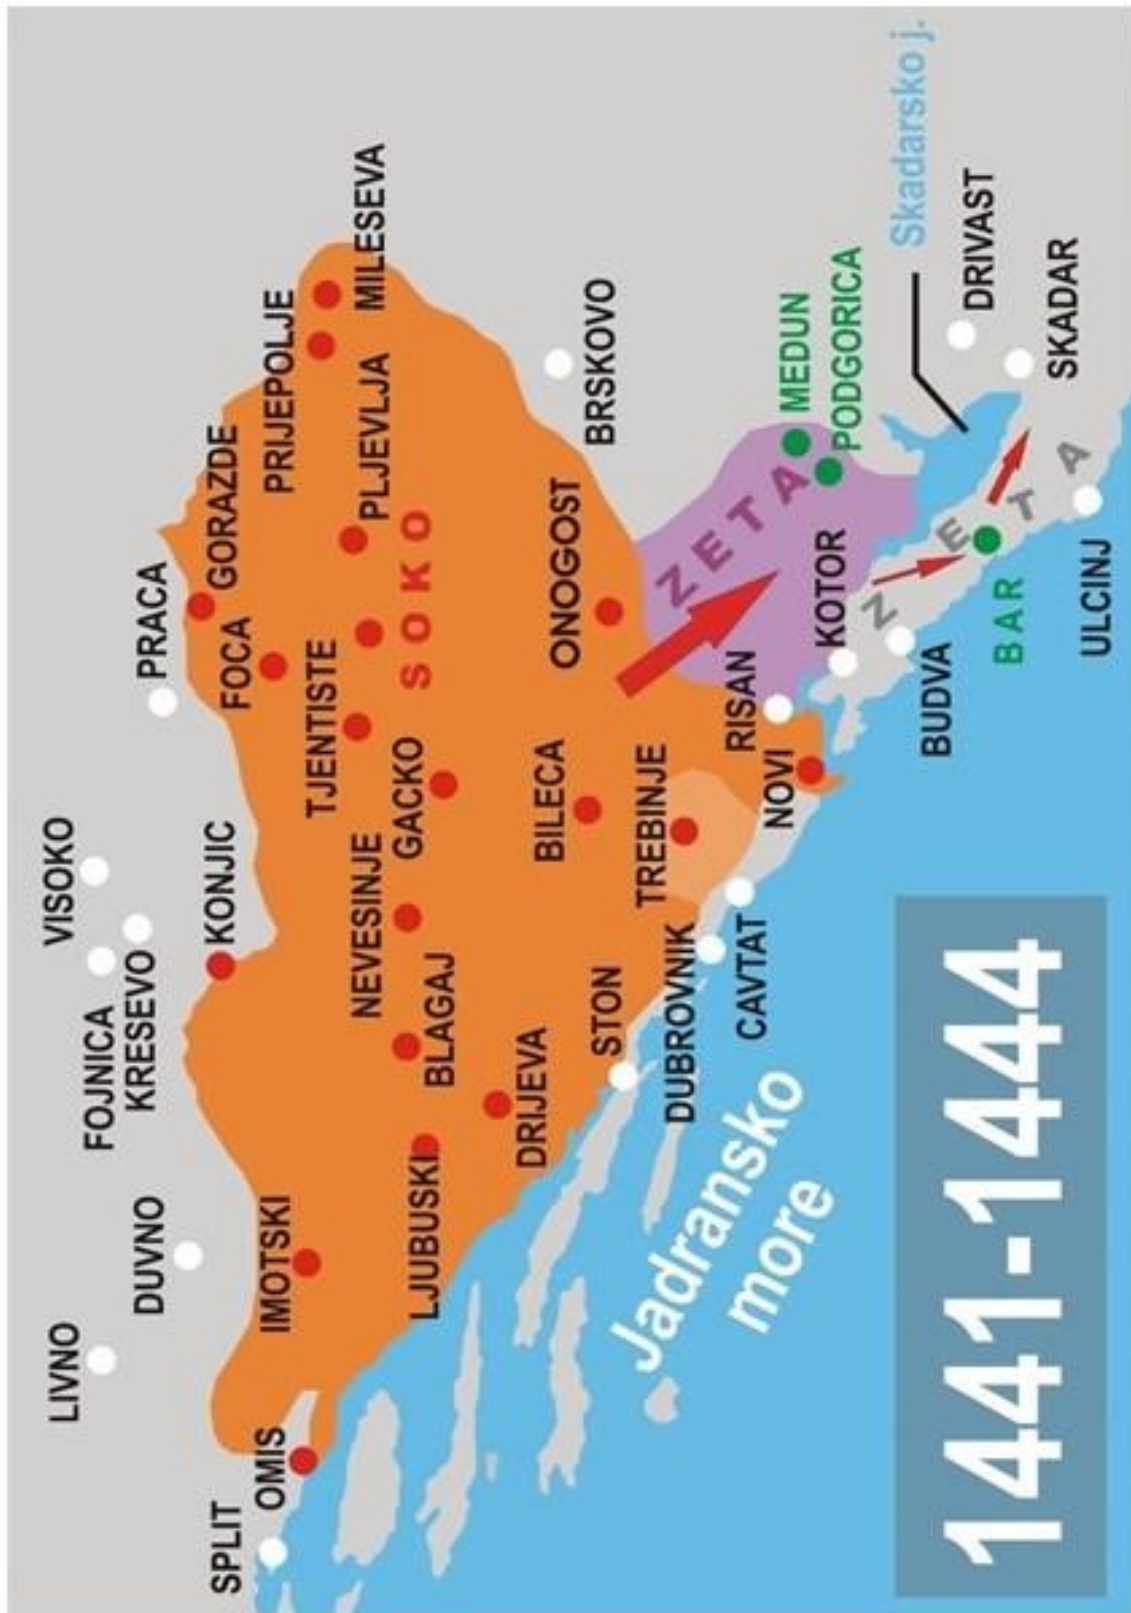 SPLIT
OMIS
LIVNO
DUVNO
IMOTSKI
FOJNICA
KRESEVO
VISOKO
KONJIC
PRACA
LJUBUSKI
BLAGAJ
NEVESINJE
DRIJEVA
GACKO
TJENTISTE
FOCA
GORAZDE
PRIJEPOLJE
PLJEVLJA
MILESEVA
SOKO
STON
BILECA
ONOGOST
BRSKOVO
DUBROVNIK
TREBINJE
CAVTAT
NOVI
RISAN
ZETA
MEDUN
PODGORICA
KOTOR
Skadarsko j.
BUDVA
ZETA
BAR
DRIVAST
SKADAR
ULCINJ
Jadransko
more
1441-1444